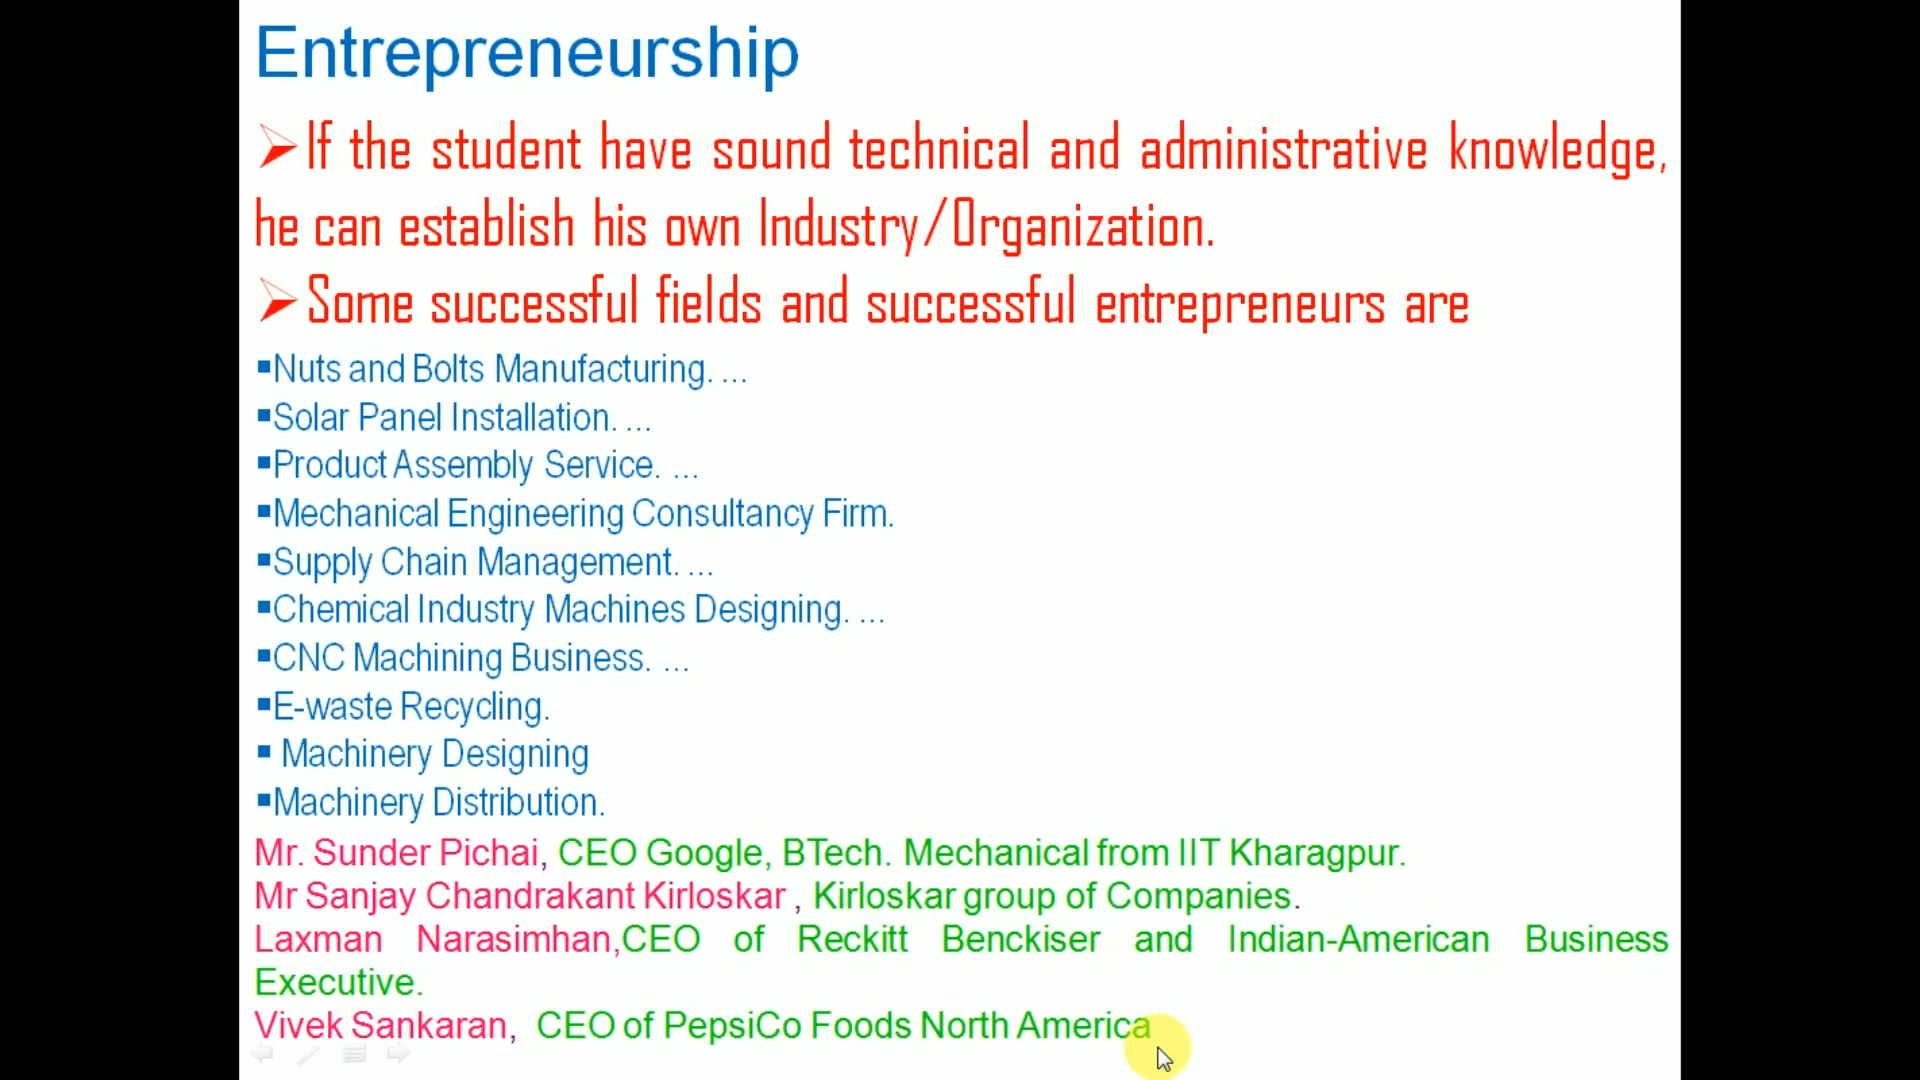 Entrepreneurship
➢If the student have sound technical and administrative knowledge,
he can establish his own Industry/Organization.
➢Some successful fields and successful entrepreneurs are
▪Nuts and Bolts Manufacturing. ...
▪Solar Panel Installation. ...
▪Product Assembly Service. ...
▪Mechanical Engineering Consultancy Firm.
▪Supply Chain Management. ...
▪Chemical Industry Machines Designing. ...
▪CNC Machining Business. ...
▪E-waste Recycling.
▪ Machinery Designing
▪Machinery Distribution.
Mr. Sunder Pichai, CEO Google, BTech. Mechanical from IIT Kharagpur.
Mr Sanjay Chandrakant Kirloskar , Kirloskar group of Companies.
Laxman Narasimhan,CEO of Reckitt Benckiser and Indian-American Business
Executive.
Vivek Sankaran, CEO of PepsiCo Foods North America